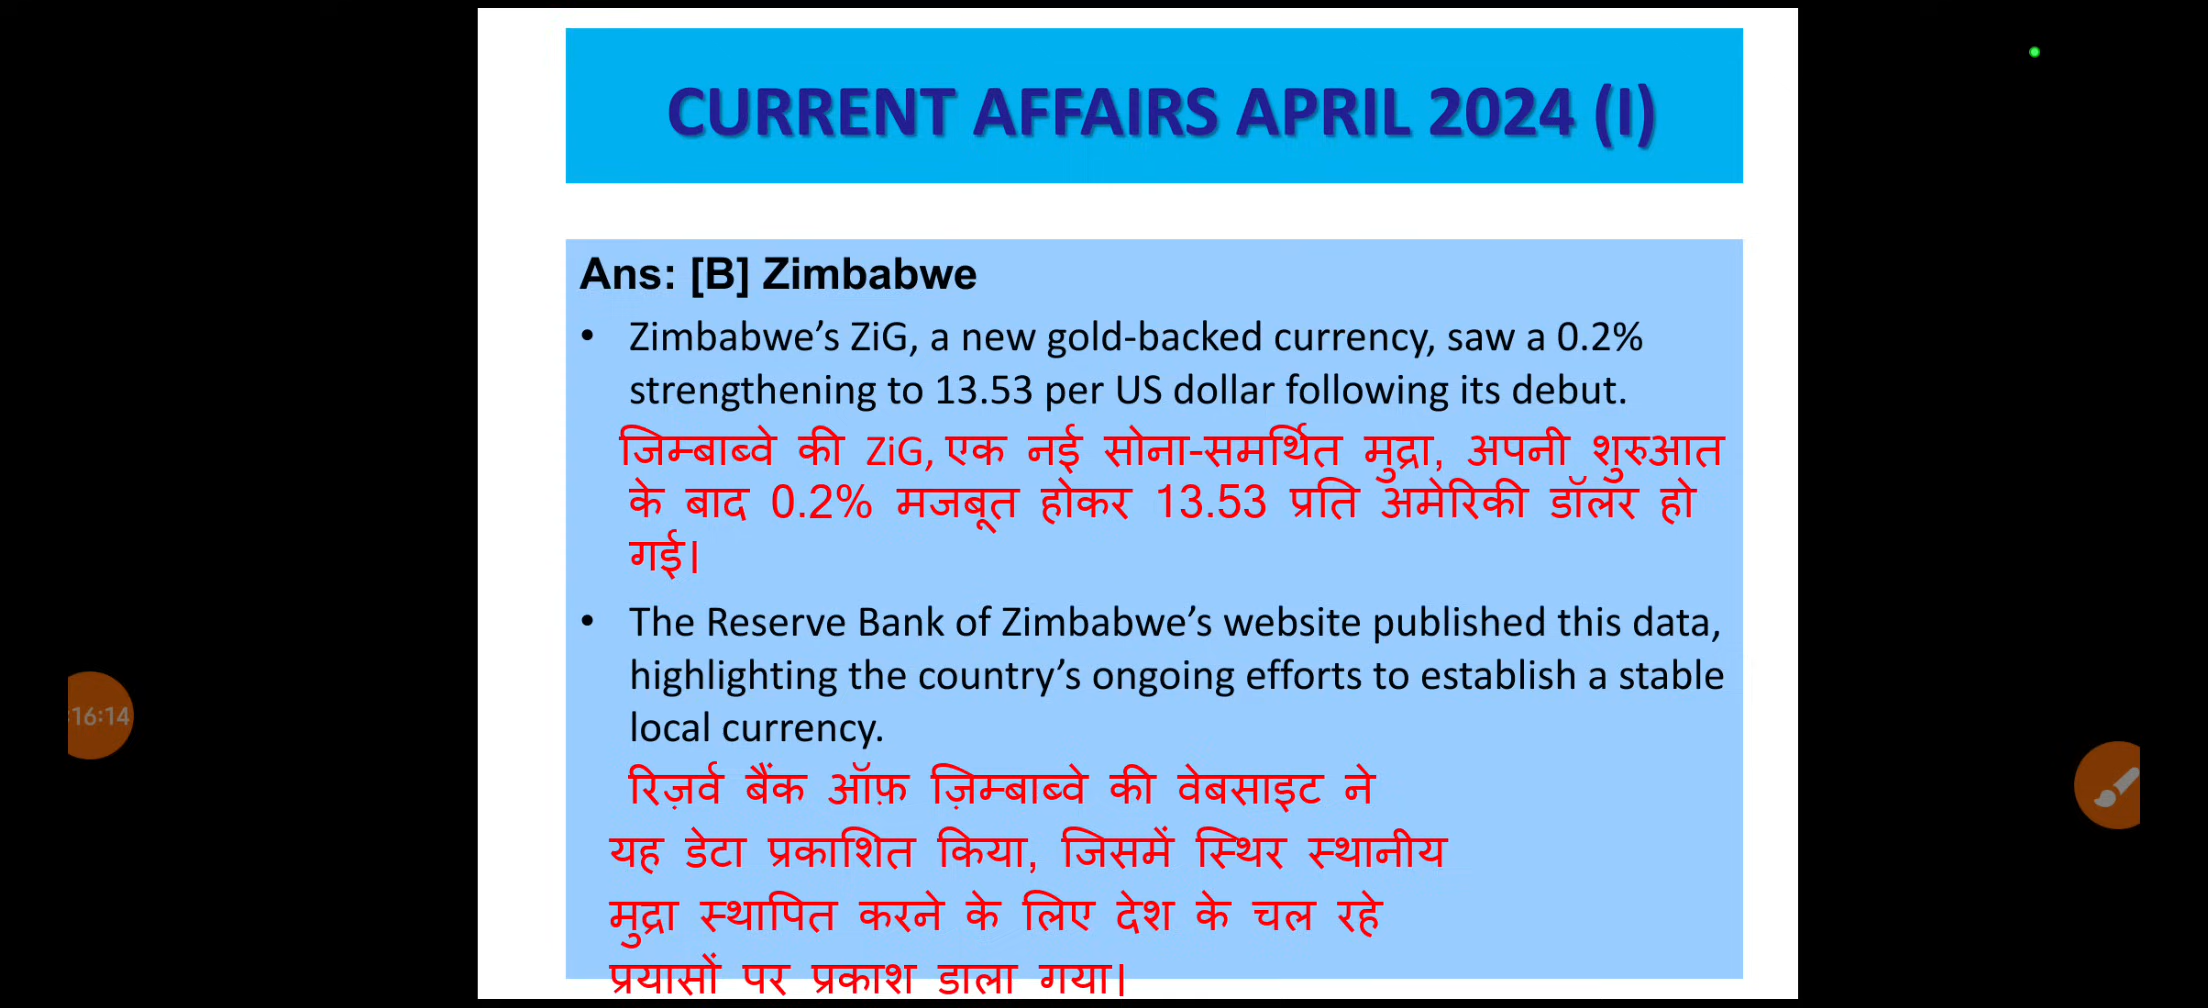 CURRENT AFFAIRS APRIL 2024 (I)
Ans: [B] Zimbabwe
• Zimbabwe’s ZiG, a new gold-backed currency, saw a 0.2%
strengthening to 13.53 per US dollar following its debut.
जिम्बाब्वे की ZiG, एक नई सोना-समर्थित मुद्रा, अपनी शुरुआत
के बाद 0.2% मजबूत होकर 13.53 प्रति अमेरिकी डॉलर हो
गई।
• The Reserve Bank of Zimbabwe’s website published this data,
highlighting the country’s ongoing efforts to establish a stable
local currency.
रिज़र्व बैंक ऑफ़ ज़िम्बाब्वे की वेबसाइट ने
यह डेटा प्रकाशित किया, जिसमें स्थिर स्थानीय
मुद्रा स्थापित करने के लिए देश के चल रहे
प्रयासों पर प्रकाश डाला गया।
:16:14